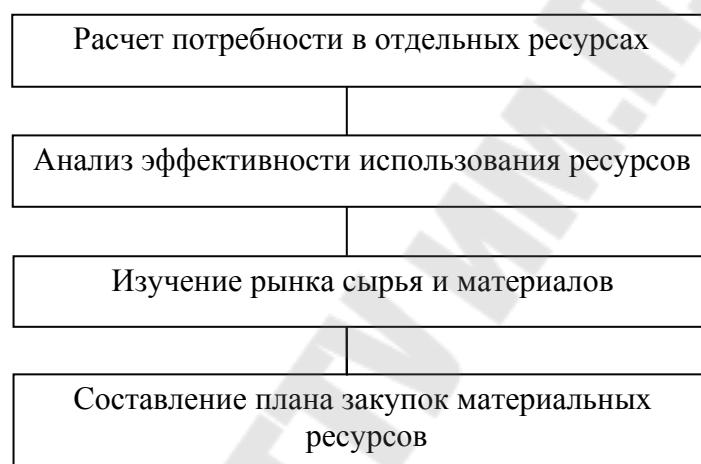 Расчет потребности в отдельных ресурсах
Анализ эффективности использования ресурсов
Изучение рынка сырья и материалов
Составление плана закупок материальных
ресурсов